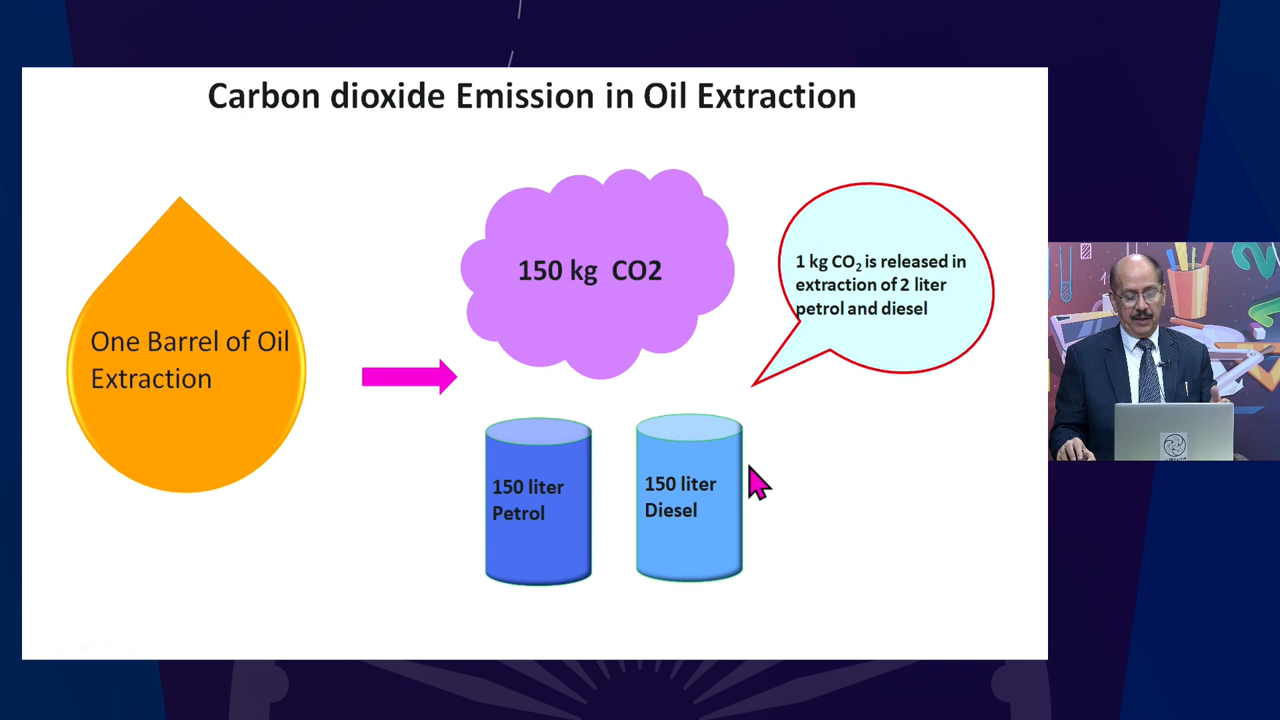 Carbon dioxide Emission in Oil Extraction
One Barrel of Oil
Extraction
150 kg CO2
1 kg CO₂ is released in
extraction of 2 liter
petrol and diesel
150 liter
Petrol
150 liter
Diesel